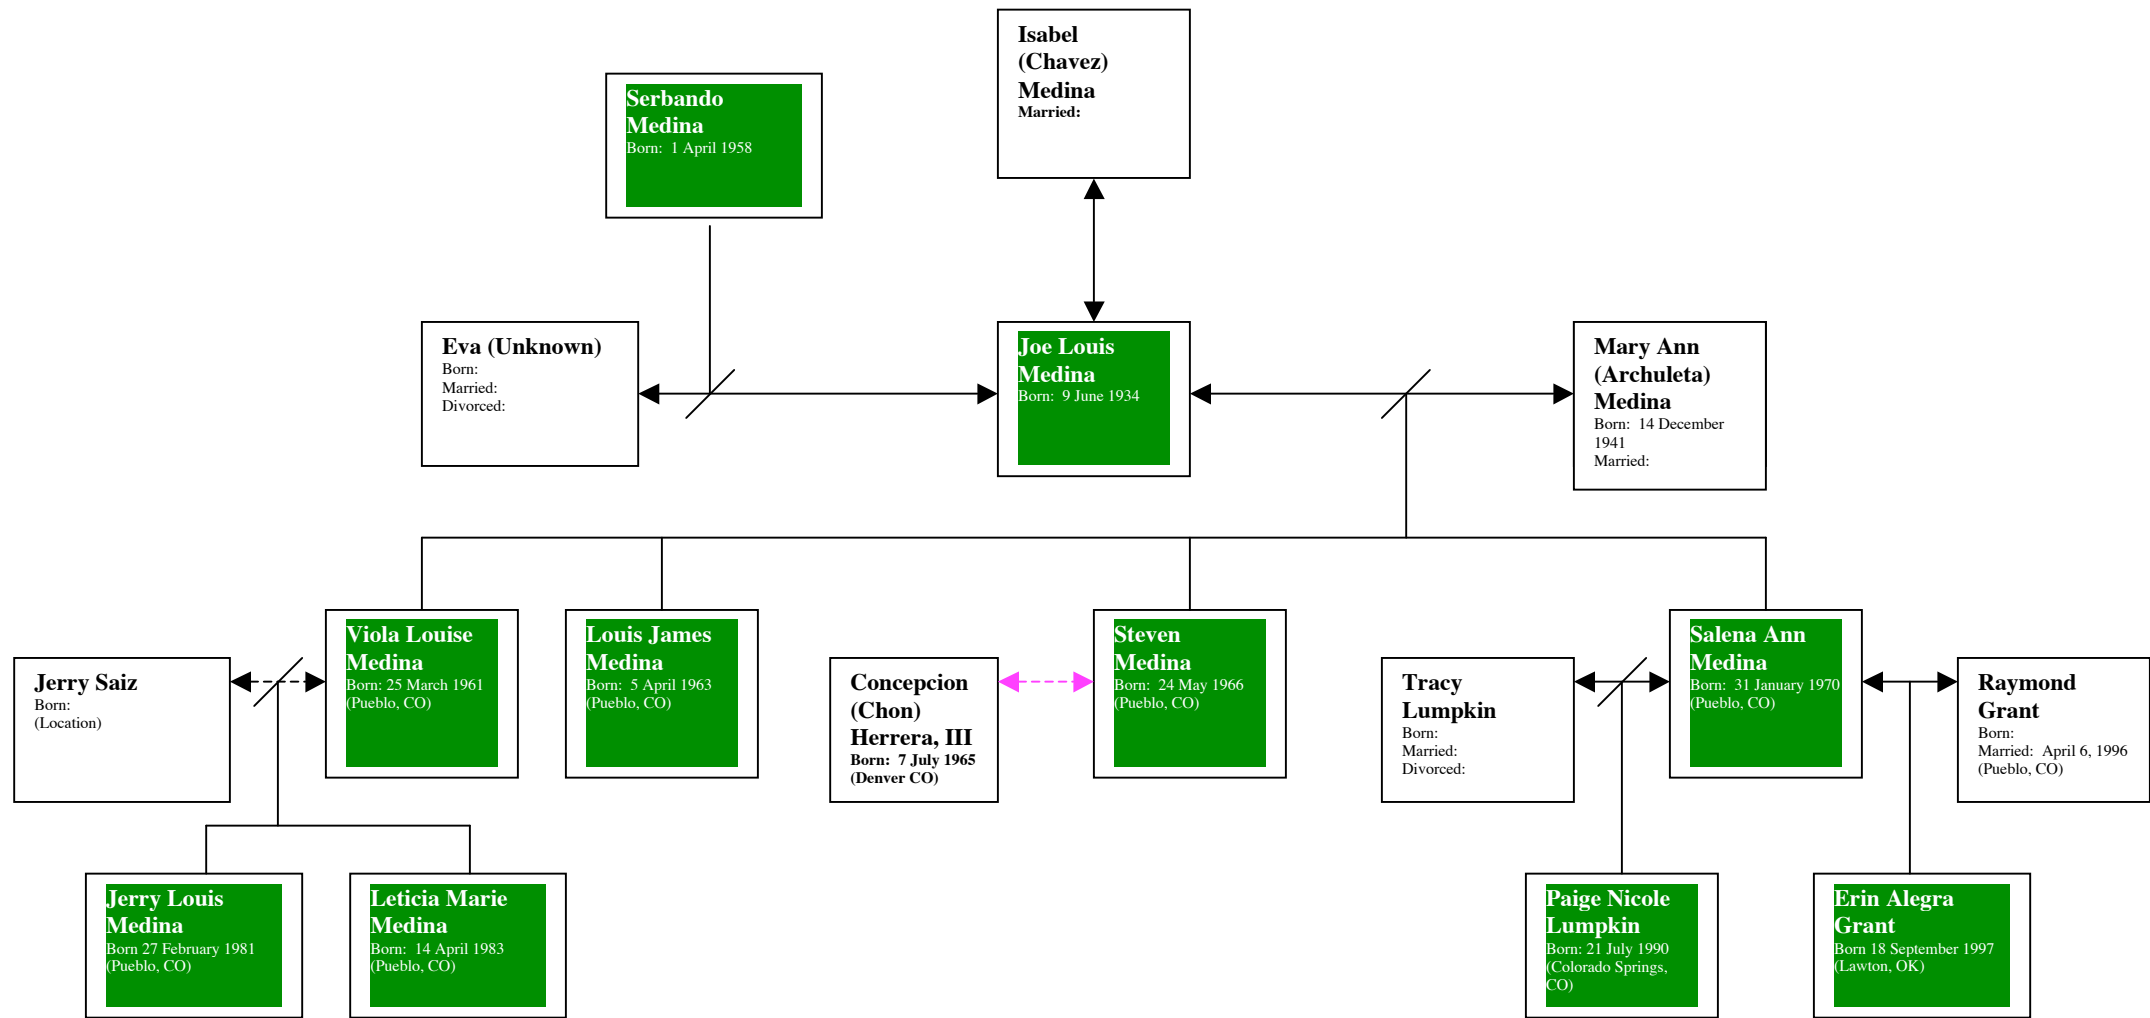 Isabel
(Chavez)
Medina
Married:
Serbando
Medina
Born:  1 April 1958
Eva (Unknown)
Born:
Married:
Divorced:
Joe Louis
Medina
Born:  9 June 1934
Mary Ann
(Archuleta)
Medina
Born:  14 December
1941
Married:
Jerry Saiz
Born:
(Location)
Viola Louise
Medina
Born: 25 March 1961
(Pueblo, CO)
Louis James
Medina
Born:  5 April 1963
(Pueblo, CO)
Concepcion
(Chon)
Herrera, III
Born:  7 July 1965
(Denver CO)
Steven
Medina
Born:  24 May 1966
(Pueblo, CO)
Tracy
Lumpkin
Born:
Married:
Divorced:
Salena Ann
Medina
Born:  31 January 1970
(Pueblo, CO)
Raymond
Grant
Born:
Married:  April 6, 1996
(Pueblo, CO)
Jerry Louis
Medina
Born 27 February 1981
(Pueblo, CO)
Leticia Marie
Medina
Born:  14 April 1983
(Pueblo, CO)
Paige Nicole
Lumpkin
Born: 21 July 1990
(Colorado Springs,
CO)
Erin Alegra
Grant
Born 18 September 1997
(Lawton, OK)